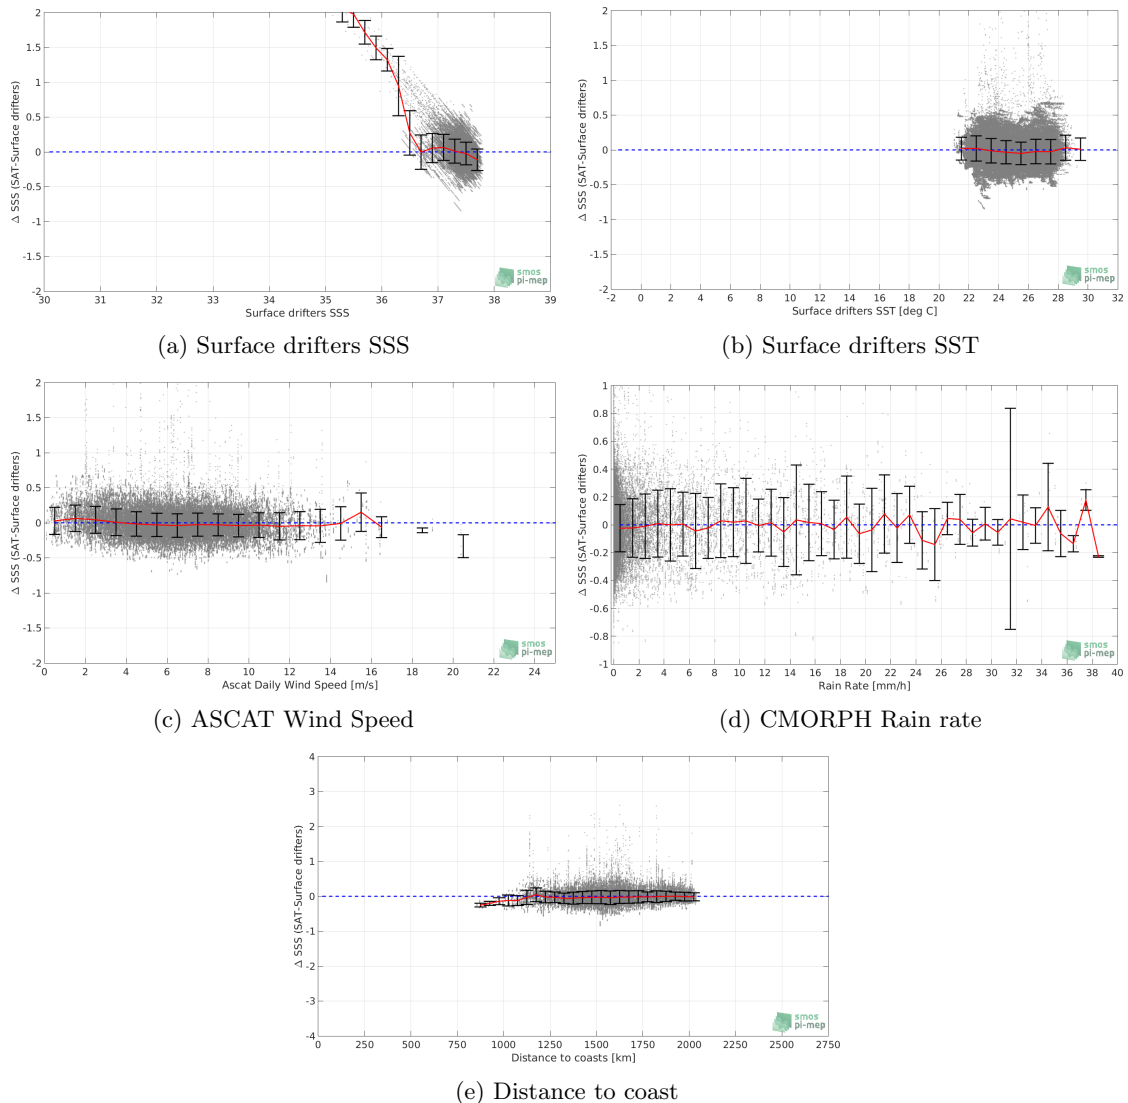 2
1.5
1
0.5
0
-0.5
-1
-1.5
-2
Δ SSS (SAT-Surface drifters)
30 31 32 33 34 35 36 37 38 39
Surface drifters SSS
smos
pi-mep
(a) Surface drifters SSS
2
1.5
1
0.5
0
-0.5
-1
-1.5
-2
Δ SSS (SAT-Surface drifters)
-2 0 2 4 6 8 10 12 14 16 18 20 22 24 26 28 30 32
Surface drifters SST [deg C]
smos
pi-mep
(b) Surface drifters SST
2
1.5
1
0.5
0
-0.5
-1
-1.5
-2
Δ SSS (SAT-Surface drifters)
0 2 4 6 8 10 12 14 16 18 20 22 24
Ascat Daily Wind Speed [m/s]
smos
pi-mep
(c) ASCAT Wind Speed
1
0.8
0.6
0.4
0.2
0
-0.2
-0.4
-0.6
-0.8
-1
Δ SSS (SAT-Surface drifters)
0 2 4 6 8 10 12 14 16 18 20 22 24 26 28 30 32 34 36 38 40
Rain Rate [mm/h]
smos
pi-mep
(d) CMORPH Rain rate
4
3
2
1
0
-1
-2
-3
-4
Δ SSS (SAT-Surface drifters)
0 250 500 750 1000 1250 1500 1750 2000 2250 2500 2750
Distance to coasts [km]
smos
pi-mep
(e) Distance to coast